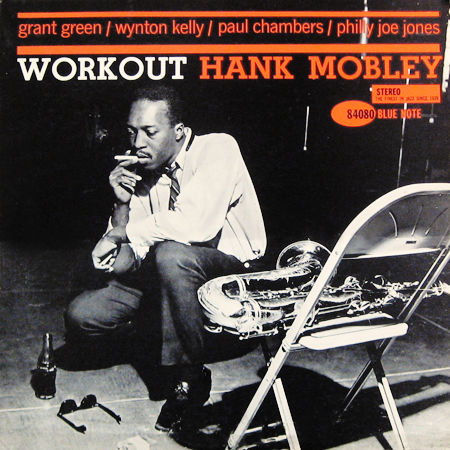 grant green / wynton kelly / paul chambers / philly joe jones
WORKOUT HANK MOBLEY
STEREO
THE FINEST IN JAZZ SINCE 1939
84080 BLUE NOTE